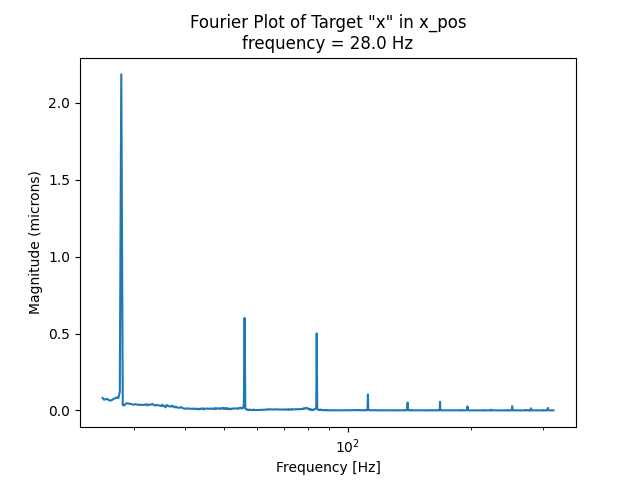 Fourier Plot of Target "x" in x_pos
frequency = 28.0 Hz
Magnitude (microns)
2.0
1.5
1.0
0.5
0.0
10²
Frequency [Hz]